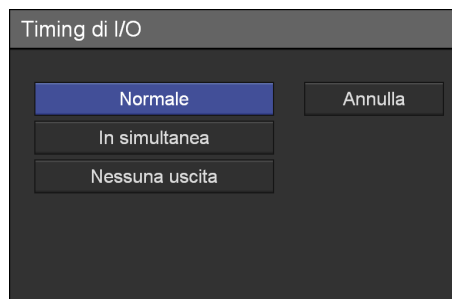 Timing di I/O
Normale
Annulla
In simultanea
Nessuna uscita